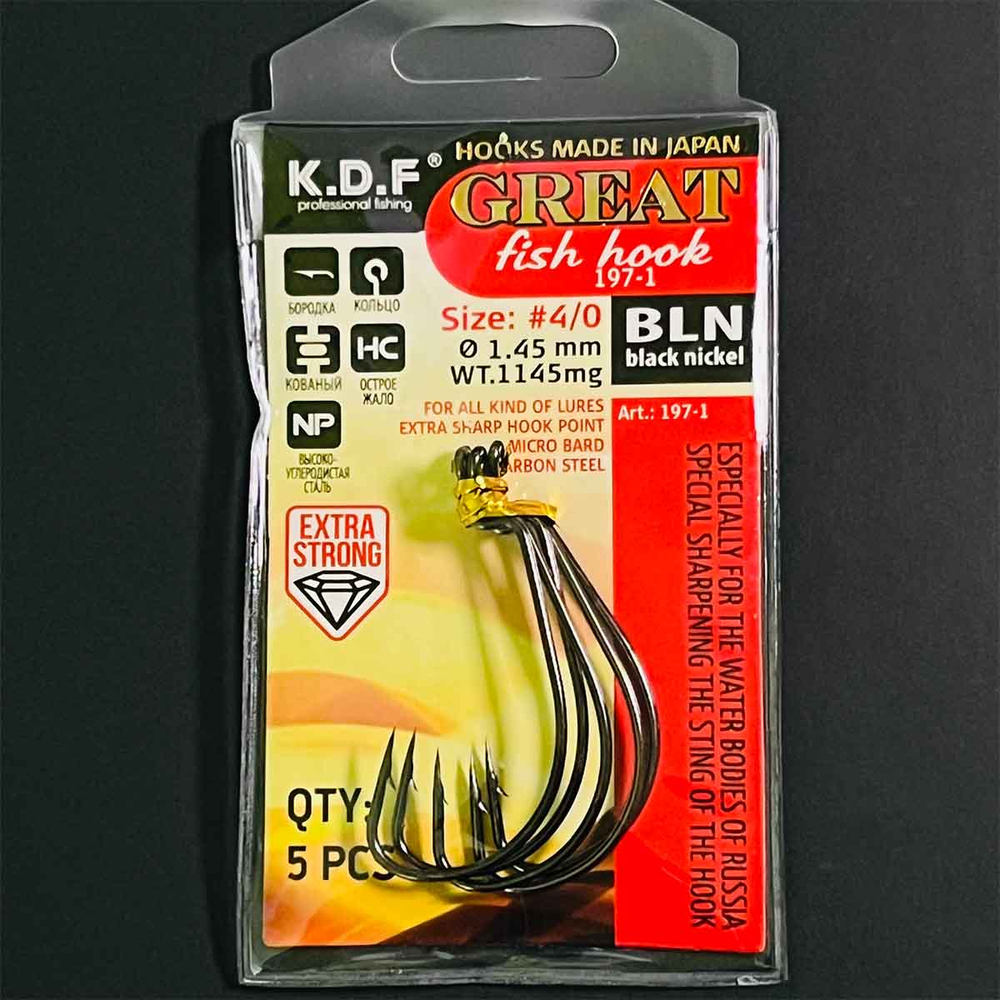 K.D.F®
professional fishing
HOOKS MADE IN JAPAN
GREAT
fish hook
197-1
БОРОДКА
КОЛЬЦО
КОВАНЫЙ
HC
ОСТРОЕ
ЖАЛО
NP
ВЫСОКО-
УГЛЕРОДИСТАЯ
СТАЛЬ
Size: #4/0
Ø 1.45 mm
WT.1145mg
BLN
black nickel
FOR ALL KIND OF LURES
EXTRA SHARP HOOK POINT
MICRO BARD
ARBON STEEL
Art.: 197-1
ESPECIALLY FOR THE WATER BODIES OF RUSSIA
SPECIAL SHARPENING THE STING OF THE HOOK
EXTRA
STRONG
QTY:
5 PCS